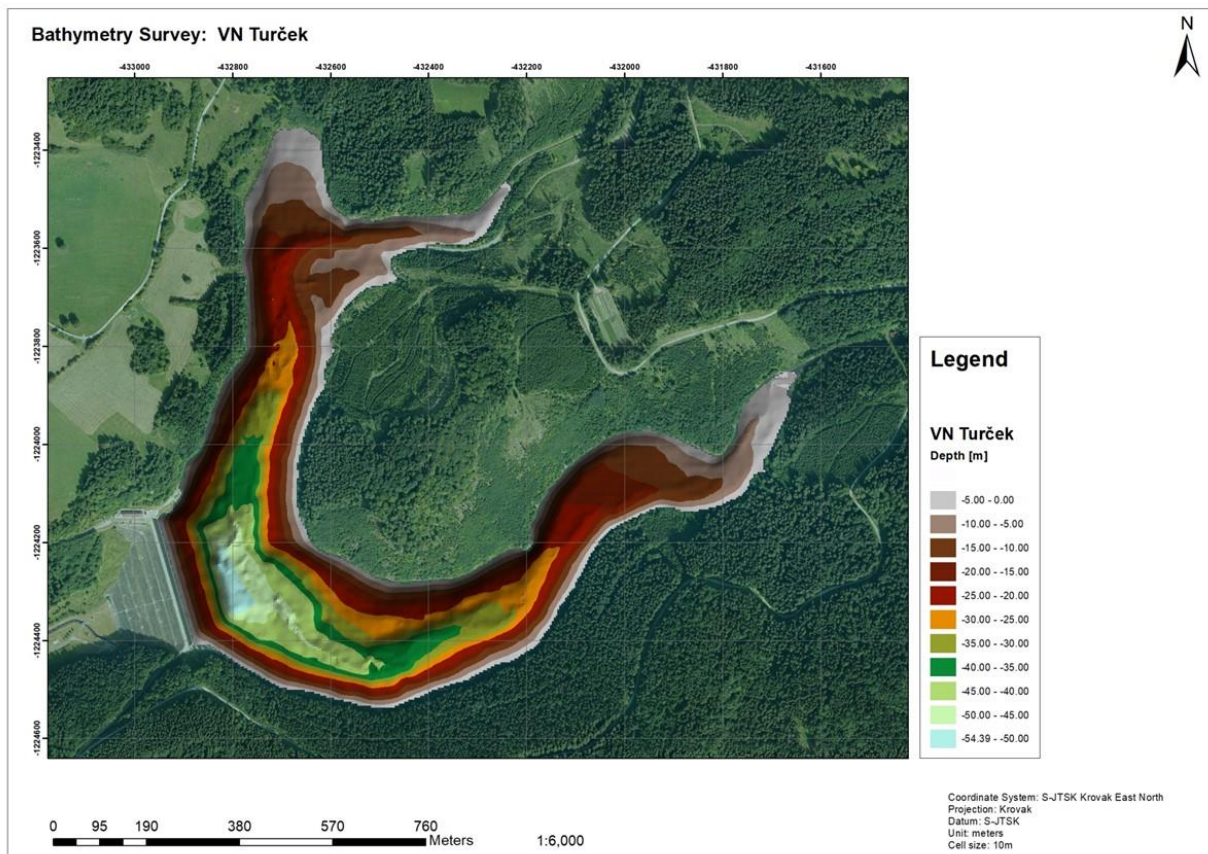 Bathymetry Survey: VN Turček
N
-433000 -432800 -432600 -432400 -432200 -432000 -431800 -431600
-1223400
-1223600
-1223800
-1224000
-1224200
-1224400
-1224600
Legend
VN Turček
Depth [m]
-5.00 - 0.00
-10.00 - -5.00
-15.00 - -10.00
-20.00 - -15.00
-25.00 - -20.00
-30.00 - -25.00
-35.00 - -30.00
-40.00 - -35.00
-45.00 - -40.00
-50.00 - -45.00
-54.39 - -50.00
Coordinate System: S-JTSK Krovak East North
Projection: Krovak
Datum: S-JTSK
Unit: meters
Cell size: 10m
0 95 190 380 570 760
Meters 1:6,000